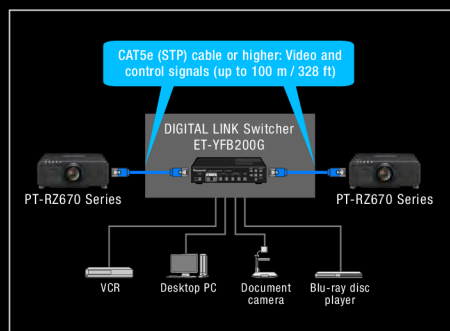 CAT5e (STP) cable or higher: Video and
control signals (up to 100 m / 328 ft)
DIGITAL LINK Switcher
ET-YFB200G
PT-RZ670 Series
PT-RZ670 Series
VCR
Desktop PC
Document
camera
Blu-ray disc
player